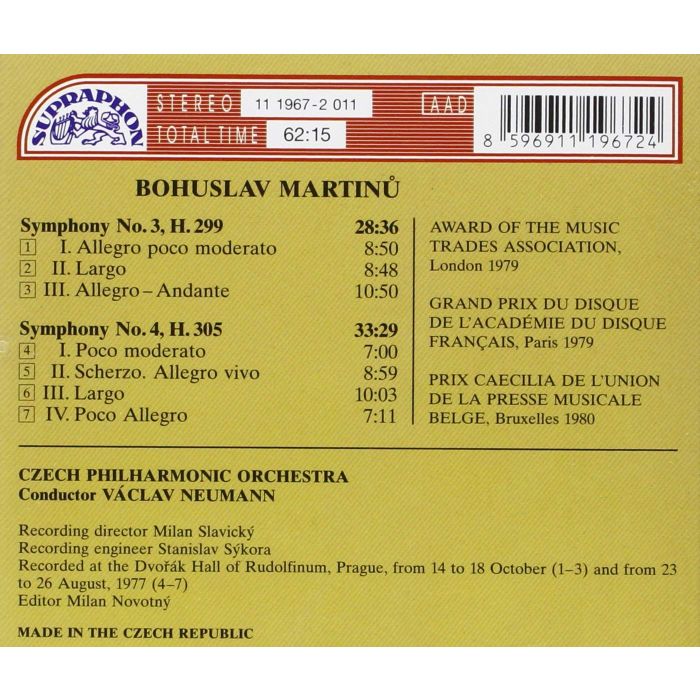 SUPRAPHON
STEREO 11 1967-2 011 AAD
TOTAL TIME 62:15
8 596911 196724
BOHUSLAV MARTINŮ
Symphony No. 3, H. 299 28:36
1 I. Allegro poco moderato 8:50
2 II. Largo 8:48
3 III. Allegro – Andante 10:50
Symphony No. 4, H. 305 33:29
4 I. Poco moderato 7:00
5 II. Scherzo. Allegro vivo 8:59
6 III. Largo 10:03
7 IV. Poco Allegro 7:11
AWARD OF THE MUSIC
TRADES ASSOCIATION,
London 1979
GRAND PRIX DU DISQUE
DE L'ACADÉMIE DU DISQUE
FRANÇAIS, Paris 1979
PRIX CAECILIA DE L'UNION
DE LA PRESSE MUSICALE
BELGE, Bruxelles 1980
CZECH PHILHARMONIC ORCHESTRA
Conductor VÁCLAV NEUMANN
Recording director Milan Slavický
Recording engineer Stanislav Sýkora
Recorded at the Dvořák Hall of Rudolfinum, Prague, from 14 to 18 October (1–3) and from 23
to 26 August, 1977 (4–7)
Editor Milan Novotný
MADE IN THE CZECH REPUBLIC